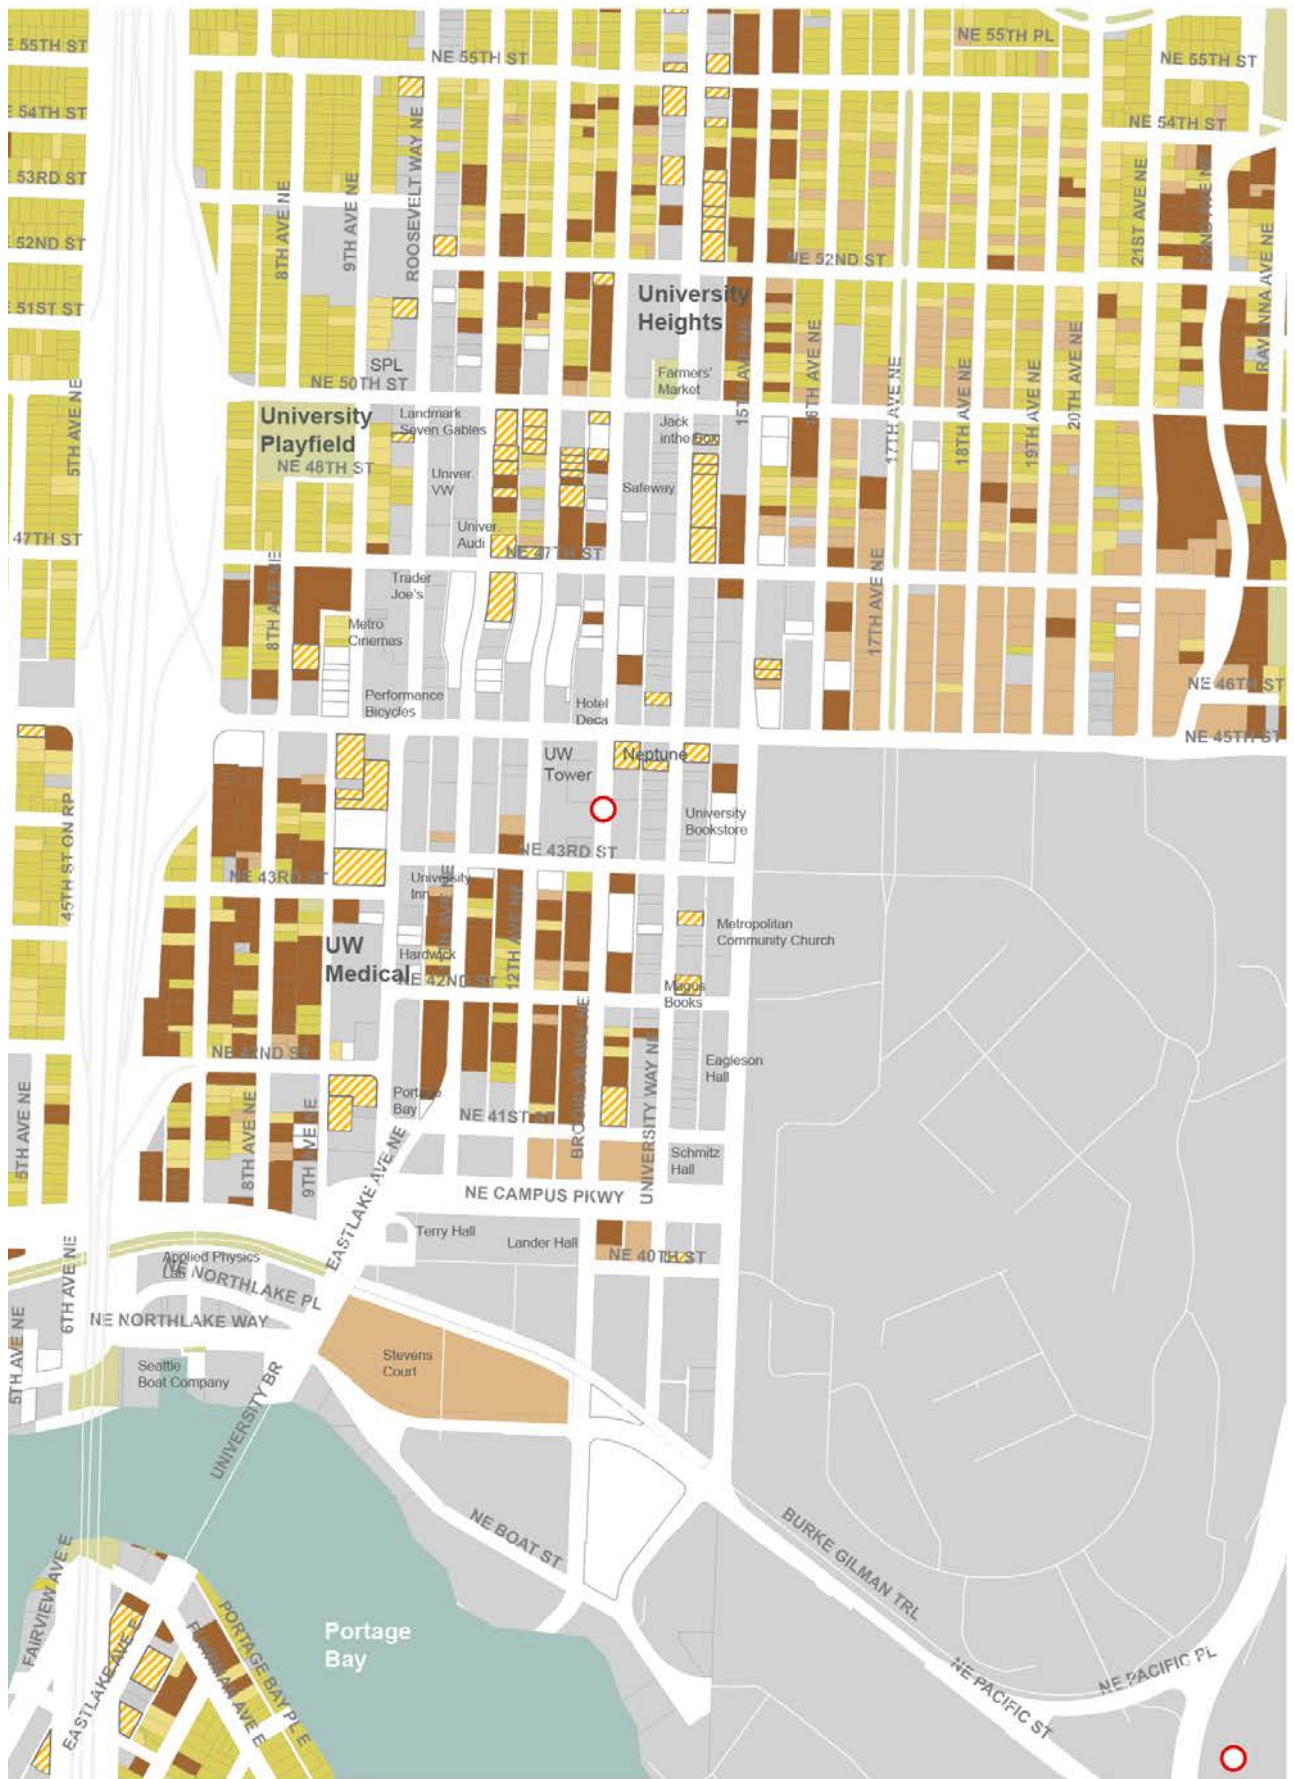 NE 55TH PL
E 55TH ST
NE 55TH ST
NE 55TH ST
E 54TH ST
NE 54TH ST
ROOSEVELT WAY NE
53RD ST
8TH AVE NE
9TH AVE NE
21ST AVE NE
22ND AVE NE
RAVENNA AVE NE
52ND ST
NE 52ND ST
51ST ST
University
Heights
15TH AVE NE
16TH AVE NE
17TH AVE NE
18TH AVE NE
19TH AVE NE
20TH AVE NE
SPL
NE 50TH ST
Farmers'
Market
5TH AVE NE
University
Playfield
Landmark
Seven Gables
Jack
inthe Box
NE 48TH ST
Univer.
VW
Safeway
Univer.
Audi
47TH ST
NE 47TH ST
8TH AVE NE
17TH AVE NE
Trader
Joe's
Metro
Cinemas
NE 46TH ST
Performance
Bicycles
Hotel
Deca
NE 45TH ST
UW
Tower
Neptune
45TH ST ON RP
University
Bookstore
NE 43RD ST
NE 43RD ST
University
Inn
12TH AVE NE
Metropolitan
Community Church
UW
Medical
Hardwick
NE 42ND ST
Magus
Books
BROOKLYN AVE NE
NE 42ND ST
UNIVERSITY WAY NE
Eagleson
Hall
5TH AVE NE
8TH AVE NE
9TH AVE NE
Portage
Bay
NE 41ST ST
EASTLAKE AVE NE
Schmitz
Hall
NE CAMPUS PKWY
Terry Hall
Lander Hall
NE 40TH ST
6TH AVE NE
Applied Physics
Lab
NE NORTHLAKE PL
NE NORTHLAKE WAY
5TH AVE NE
Seattle
Boat Company
Stevens
Court
UNIVERSITY BR
NE BOAT ST
BURKE GILMAN TRL
FAIRVIEW AVE E
PORTAGE BAY PL E
FUHRMAN AVE E
EASTLAKE AVE E
Portage
Bay
NE PACIFIC ST
NE PACIFIC PL